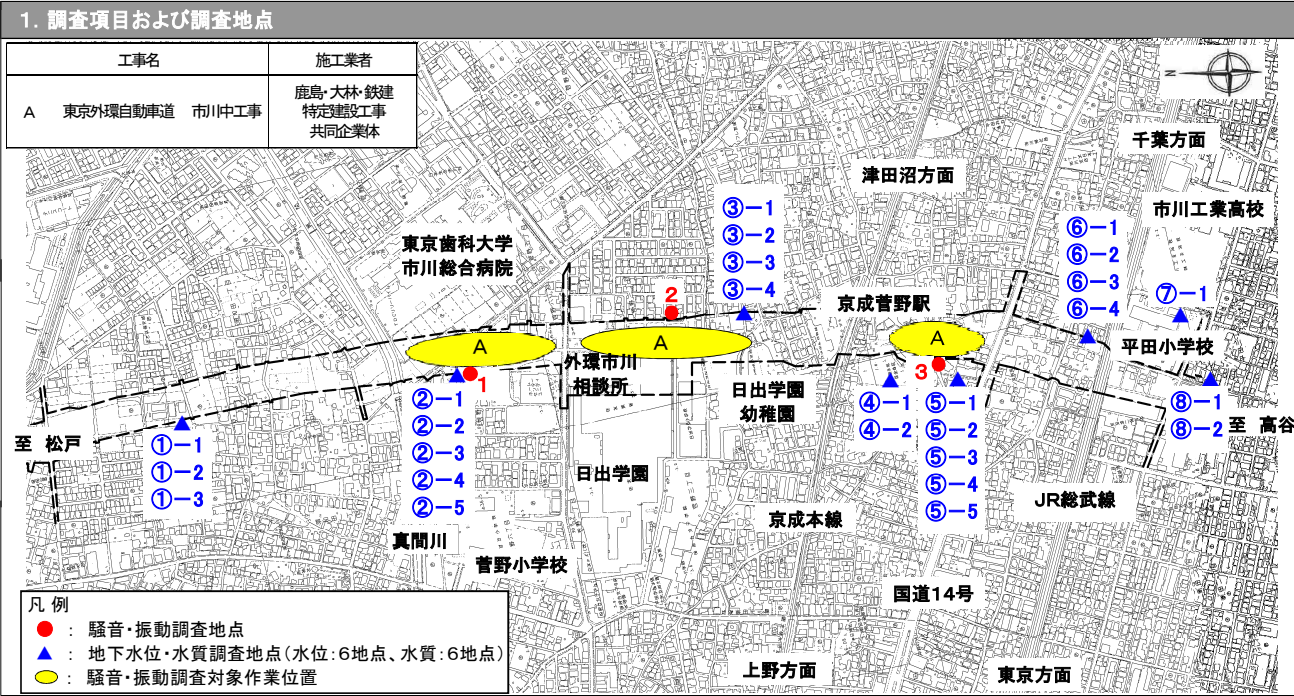 1．調査項目および調査地点
工事名
施工業者
A 東京外環自動車道 市川中工事
鹿島・大林・鉄建
特定建設工事
共同企業体
N
千葉方面
津田沼方面
市川工業高校
東京歯科大学
市川総合病院
③－1
③－2
③－3
③－4
⑥－1
⑥－2
⑥－3
⑥－4
⑦－1
2
京成菅野駅
A
A
A
平田小学校
外環市川
相談所
1
3
日出学園
幼稚園
②－1
②－2
②－3
②－4
②－5
④－1
④－2
⑤－1
⑤－2
⑤－3
⑤－4
⑤－5
⑧－1
⑧－2
至 高谷
至 松戸
①－1
①－2
①－3
日出学園
JR総武線
京成本線
真間川
菅野小学校
国道14号
上野方面
東京方面
凡 例
： 騒音・振動調査地点
： 地下水位・水質調査地点（水位：6地点、水質：6地点）
： 騒音・振動調査対象作業位置